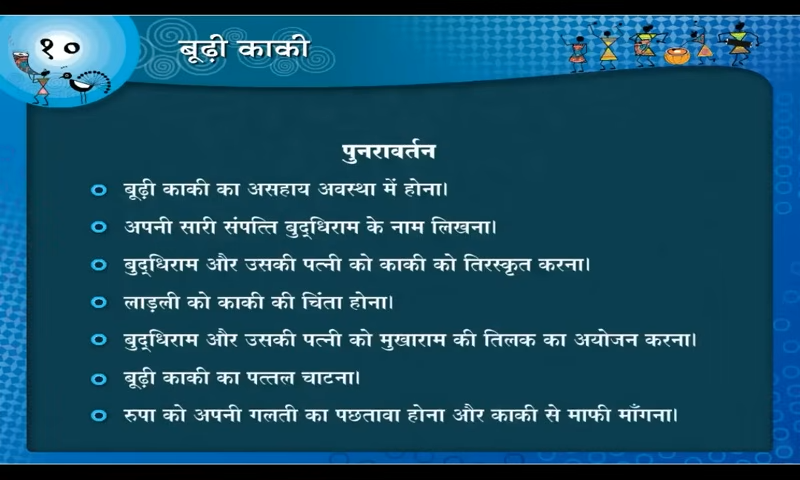 १०
बूढ़ी काकी
पुनरावर्तन
बूढ़ी काकी का असहाय अवस्था में होना।
अपनी सारी संपत्ति बुद्‌धिराम के नाम लिखना।
बुद्‌धिराम और उसकी पत्नी को काकी को तिरस्कृत करना।
लाड़ली को काकी की चिंता होना।
बुद्‌धिराम और उसकी पत्नी को मुखाराम की तिलक का अयोजन करना।
बूढ़ी काकी का पत्तल चाटना।
रुपा को अपनी गलती का पछतावा होना और काकी से माफी माँगना।